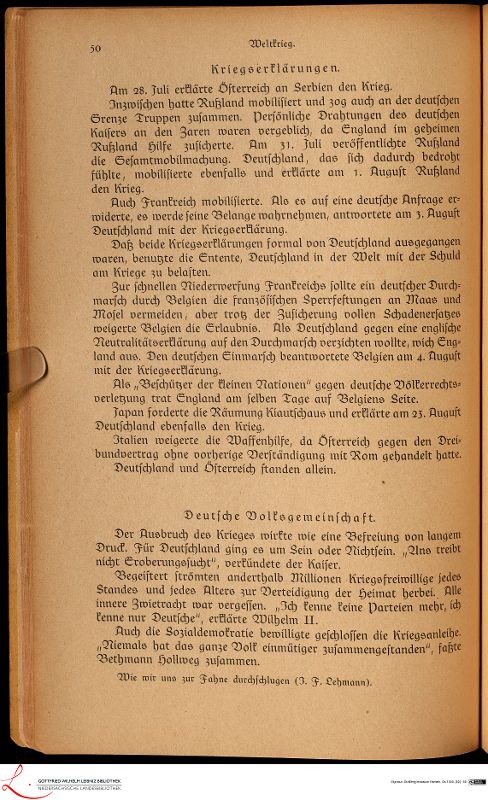 50
Weltkrieg.
Kriegserklärungen.
Am 28. Juli erklärte Österreich an Serbien den Krieg.
Inzwischen hatte Rußland mobilisiert und zog auch an der deutschen
Grenze Truppen zusammen. Persönliche Drahtungen des deutschen
Kaisers an den Zaren waren vergeblich, da England im geheimen
Rußland Hilfe zusicherte. Am 31. Juli veröffentlichte Rußland
die Gesamtmobilmachung. Deutschland, das sich dadurch bedroht
fühlte, mobilisierte ebenfalls und erklärte am 1. August Rußland
den Krieg.
Auch Frankreich mobilisierte. Als es auf eine deutsche Anfrage er-
widerte, es werde seine Belange wahrnehmen, antwortete am 3. August
Deutschland mit der Kriegserklärung.
Daß beide Kriegserklärungen formal von Deutschland ausgegangen
waren, benutzte die Entente, Deutschland in der Welt mit der Schuld
am Kriege zu belasten.
Zur schnellen Niederwerfung Frankreichs sollte ein deutscher Durch-
marsch durch Belgien die französischen Sperrfestungen an Maas und
Mosel vermeiden, aber trotz der Zusicherung vollen Schadenersatzes
weigerte Belgien die Erlaubnis. Als Deutschland gegen eine englische
Neutralitätserklärung auf den Durchmarsch verzichten wollte, wich Eng-
land aus. Den deutschen Einmarsch beantwortete Belgien am 4. August
mit der Kriegserklärung.
Als „Beschützer der kleinen Nationen“ gegen deutsche Völkerrechts-
verletzung trat England am selben Tage auf Belgiens Seite.
Japan forderte die Räumung Kiautschaus und erklärte am 23. August
Deutschland ebenfalls den Krieg.
Italien weigerte die Waffenhilfe, da Österreich gegen den Drei-
bundvertrag ohne vorherige Verständigung mit Rom gehandelt hatte.
Deutschland und Österreich standen allein.
Deutsche Volksgemeinschaft.
Der Ausbruch des Krieges wirkte wie eine Befreiung von langem
Druck. Für Deutschland ging es um Sein oder Nichtsein. „Uns treibt
nicht Eroberungssucht“, verkündete der Kaiser.
Begeistert strömten anderthalb Millionen Kriegsfreiwillige jedes
Standes und jedes Alters zur Verteidigung der Heimat herbei. Alle
innere Zwietracht war vergessen. „Ich kenne keine Parteien mehr, ich
kenne nur Deutsche“, erklärte Wilhelm II.
Auch die Sozialdemokratie bewilligte geschlossen die Kriegsanleihe.
„Niemals hat das ganze Volk einmütiger zusammengestanden“, faßte
Bethmann Hollweg zusammen.
Wie wir uns zur Fahne durchschlugen (J. F. Lehmann).
GOTTFRIED WILHELM LEIBNIZ BIBLIOTHEK
NIEDERSÄCHSISCHE LANDESBIBLIOTHEK